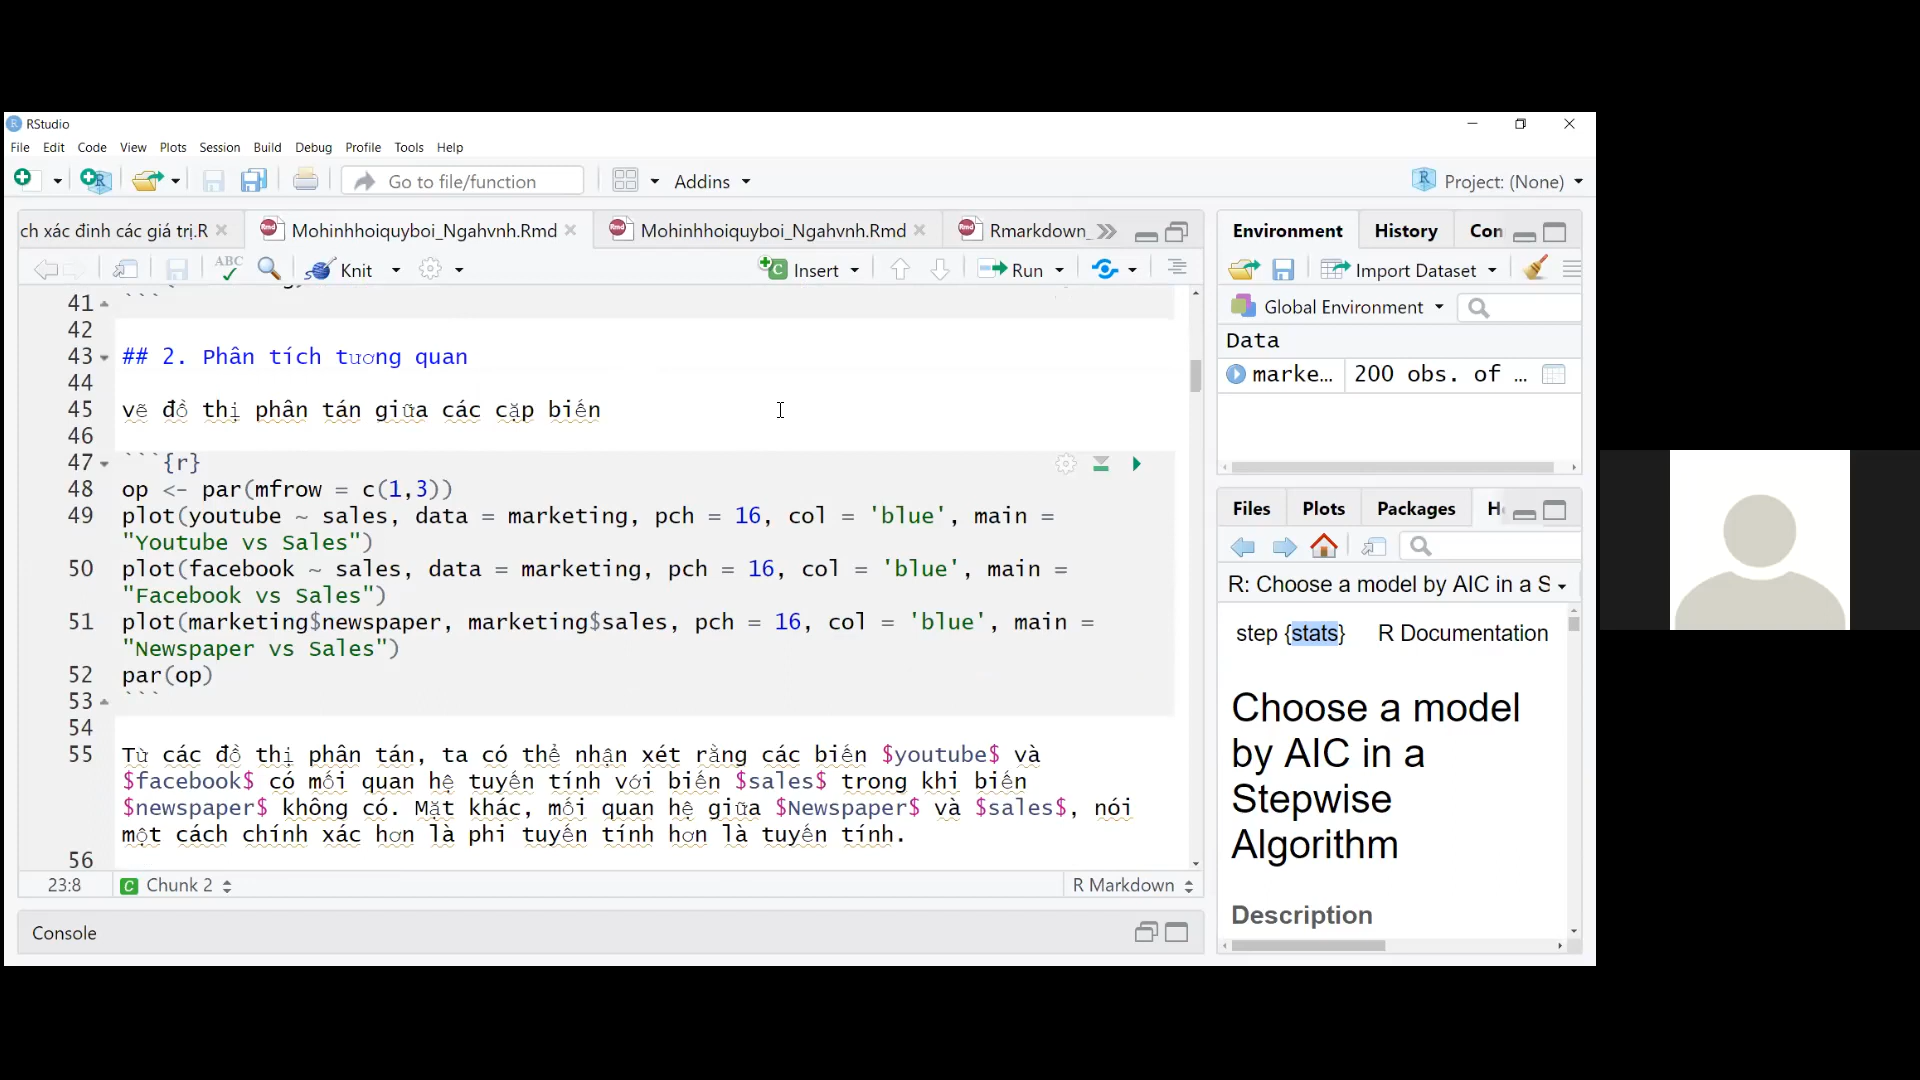 RStudio
File Edit Code View Plots Session Build Debug Profile Tools Help
Go to file/function
Addins
Project: (None)
ch xác đinh các giá trị.R
Mohinhhoiquyboi_Ngahvnh.Rmd
Mohinhhoiquyboi_Ngahvnh.Rmd
Rmarkdown_
ABC
Knit
Insert
Run
41 ```
42
43 ## 2. Phân tích tương quan
44
45 vẽ đồ thị phân tán giữa các cặp biến
46
47 ```{r}
48 op <- par(mfrow = c(1,3))
49 plot(youtube ~ sales, data = marketing, pch = 16, col = 'blue', main =
"Youtube vs Sales")
50 plot(facebook ~ sales, data = marketing, pch = 16, col = 'blue', main =
"Facebook vs Sales")
51 plot(marketing$newspaper, marketing$sales, pch = 16, col = 'blue', main =
"Newspaper vs Sales")
52 par(op)
53 ```
54
55 Từ các đồ thị phân tán, ta có thể nhận xét rằng các biến $youtube$ và
$facebook$ có mối quan hệ tuyến tính với biến $sales$ trong khi biến
$newspaper$ không có. Mặt khác, mối quan hệ giữa $Newspaper$ và $sales$, nói
một cách chính xác hơn là phi tuyến tính hơn là tuyến tính.
56
23:8
Chunk 2
R Markdown
Console
Environment History Con
Import Dataset
Global Environment
Data
marke... 200 obs. of ...
Files Plots Packages H
R: Choose a model by AIC in a S
step {stats} R Documentation
Choose a model
by AIC in a
Stepwise
Algorithm
Description